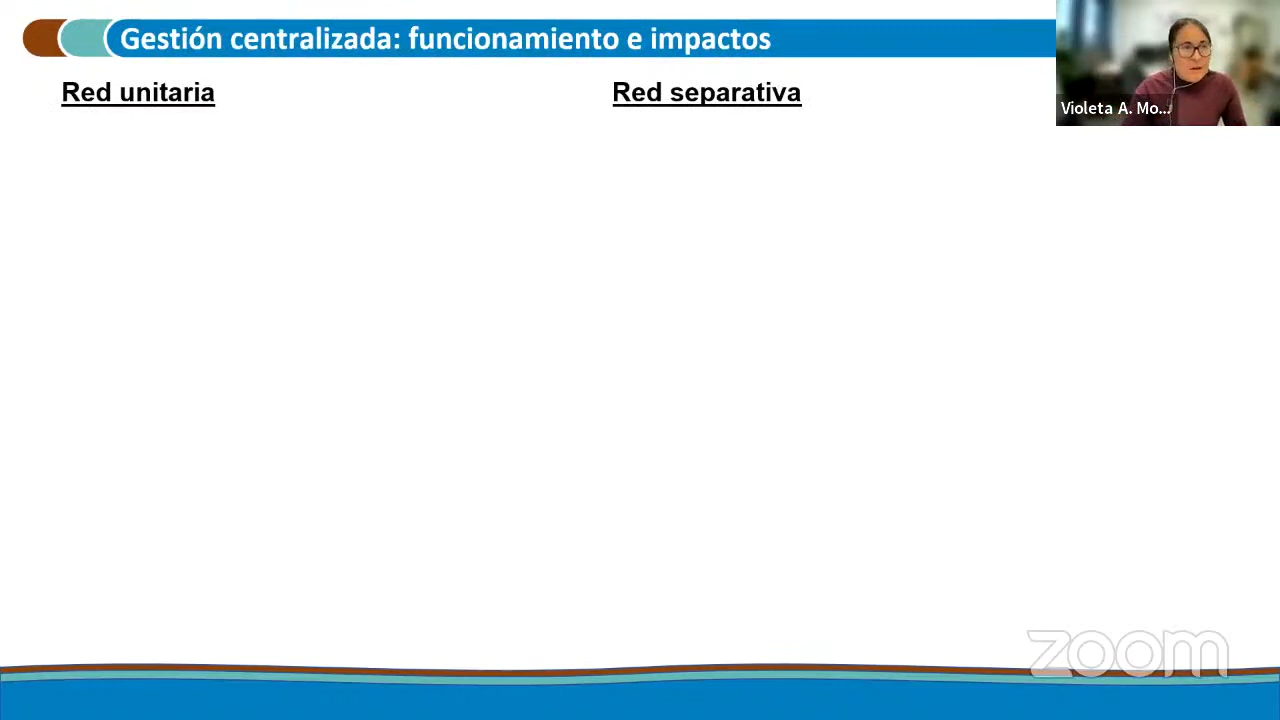 Gestión centralizada: funcionamiento e impactos
Red unitaria
Red separativa
Violeta A. Mo...
zoom